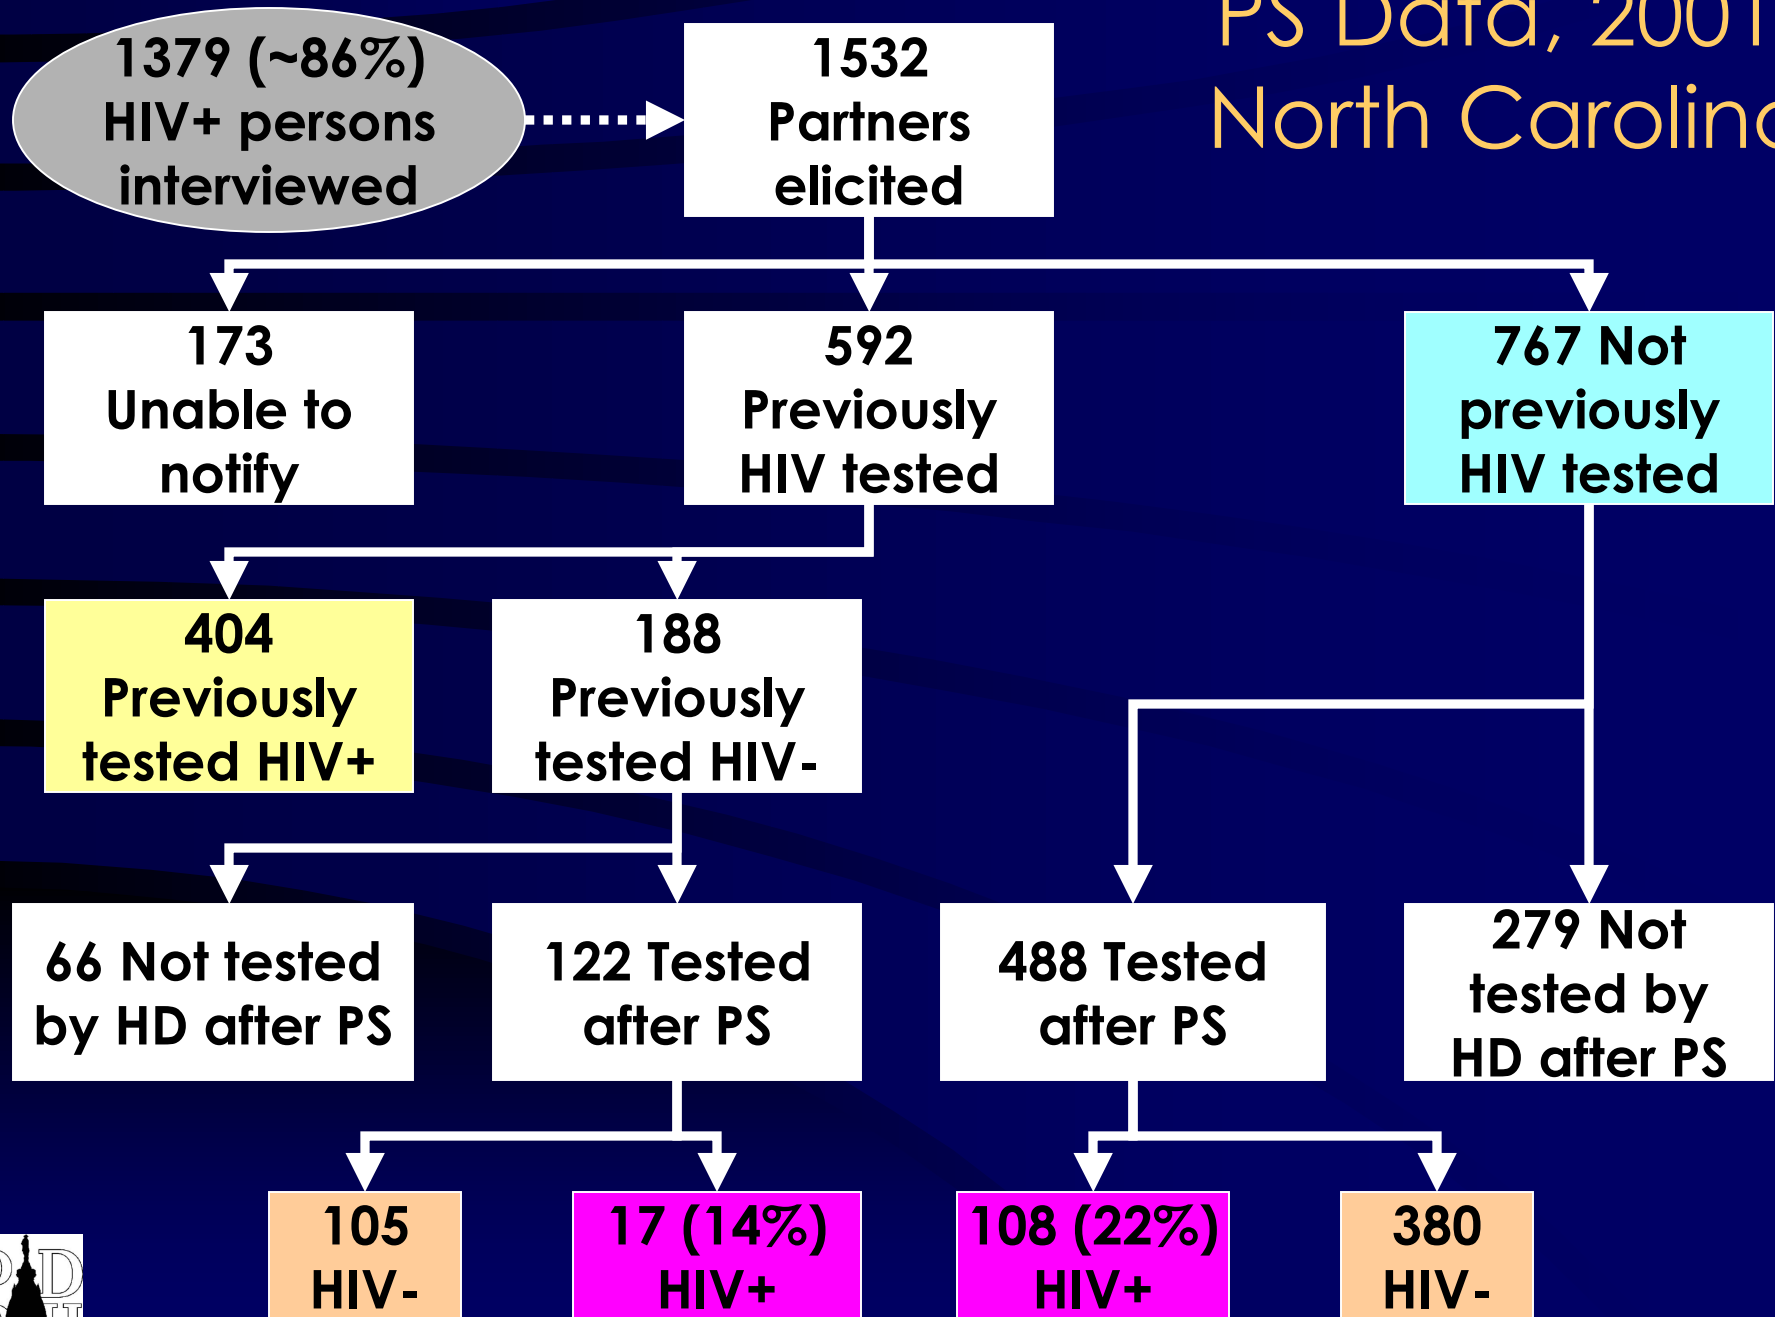 PS Data, 2001
North Carolina
1379 (~86%)
HIV+ persons
interviewed
1532
Partners
elicited
173
Unable to
notify
592
Previously
HIV tested
767 Not
previously
HIV tested
404
Previously
tested HIV+
188
Previously
tested HIV-
66 Not tested
by HD after PS
122 Tested
after PS
488 Tested
after PS
279 Not
tested by
HD after PS
105
HIV-
17 (14%)
HIV+
108 (22%)
HIV+
380
HIV-